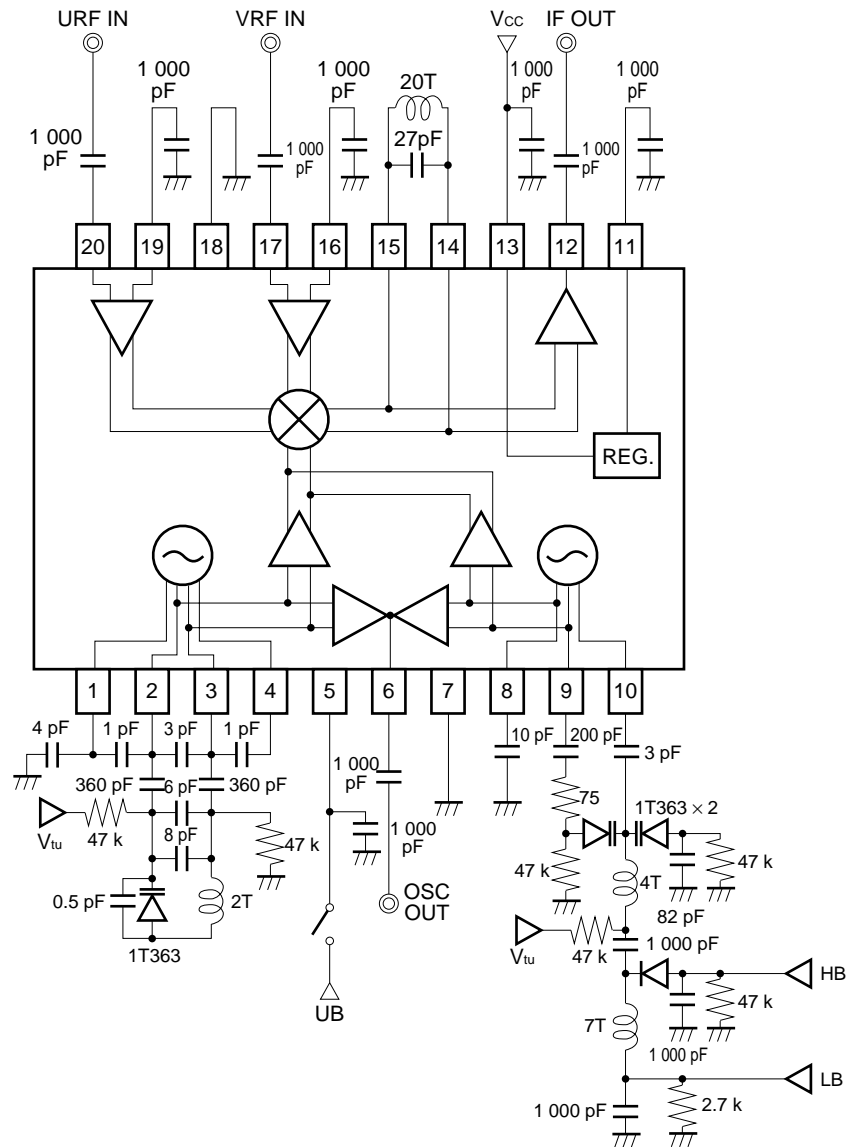 URF IN
VRF IN
VCC
IF OUT
1 000
pF
1 000
pF
20T
1 000
pF
1 000
pF
1 000
pF
27pF
1 000
pF
1 000
pF
20
19
18
17
16
15
14
13
12
11
REG.
1
2
3
4
5
6
7
8
9
10
4 pF
1 pF
3 pF
1 pF
10 pF
200 pF
3 pF
360 pF
6 pF
360 pF
1 000
pF
75
1T363 × 2
Vtu
47 k
8 pF
47 k
1 000
pF
47 k
4T
47 k
0.5 pF
2T
OSC
OUT
82 pF
1T363
Vtu
47 k
1 000 pF
HB
UB
47 k
7T
1 000 pF
LB
1 000 pF
2.7 k